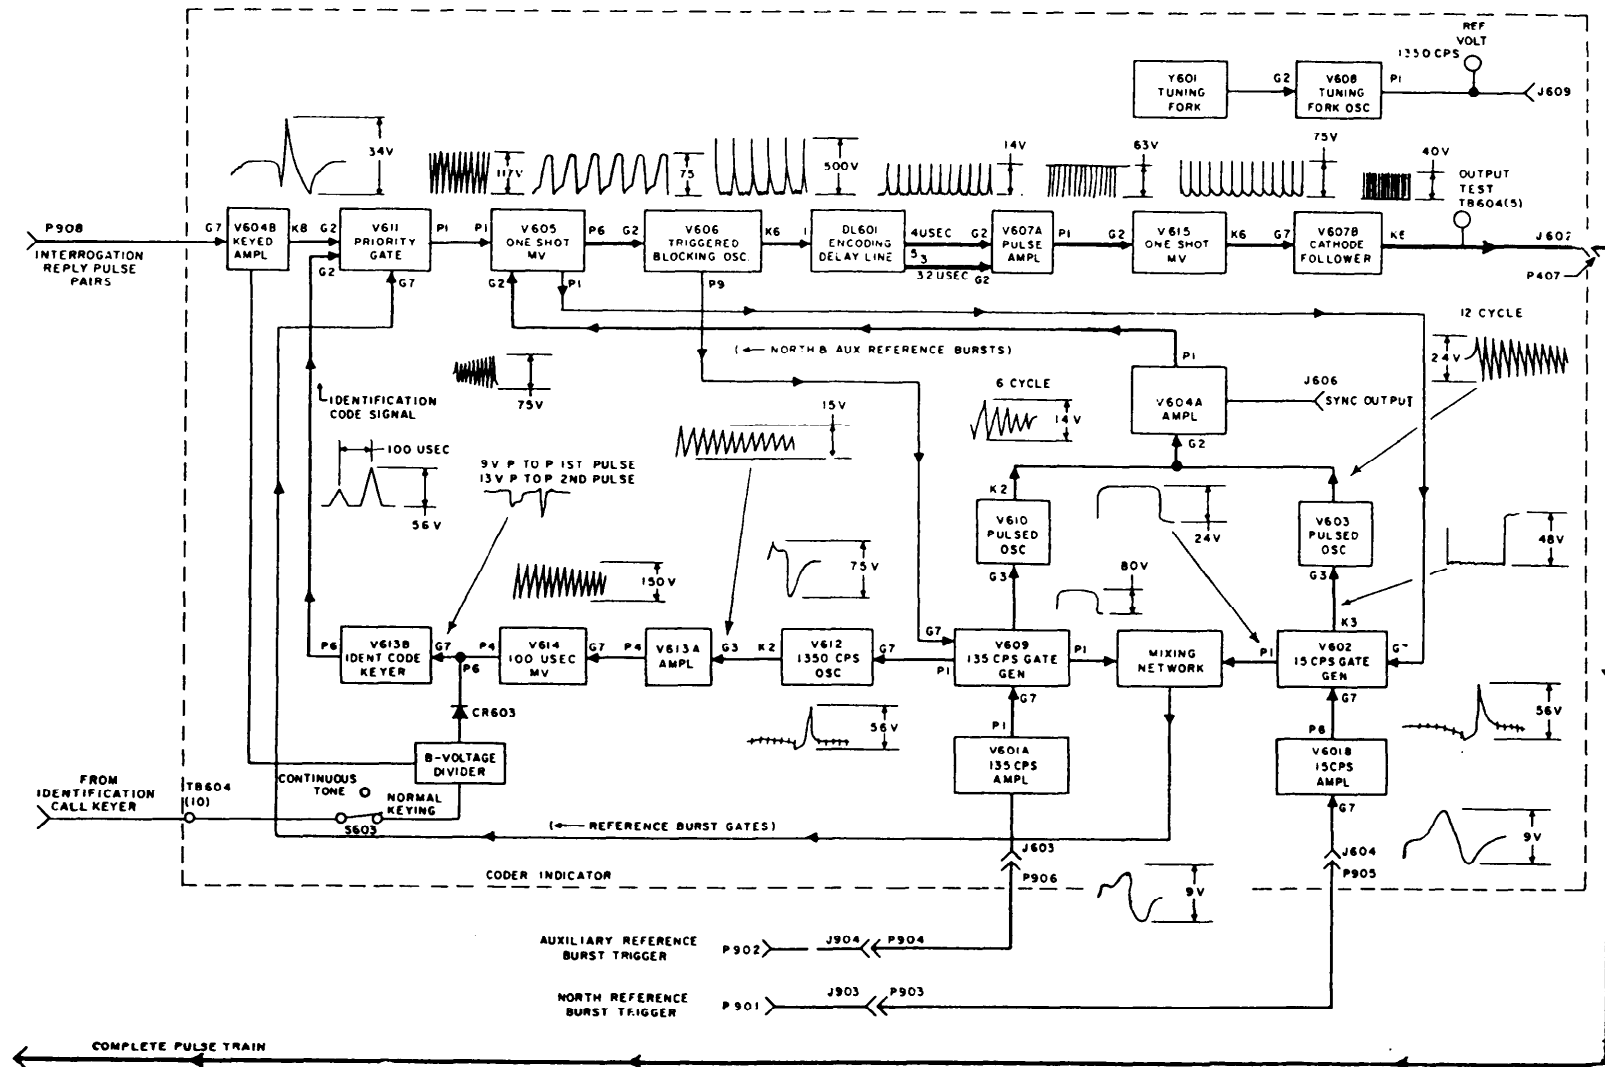 REF
VOLT
1350 CPS
Y601
TUNING
FORK
G2
V608
TUNING
FORK OSC
P1
J609
34V
117V
75
500V
14V
63V
75V
40V
OUTPUT
TEST
TB604(5)
P908
INTERROGATION
REPLY PULSE
PAIRS
G7
V604B
KEYED
AMPL
K8
G2
G2
V611
PRIORITY
GATE
G7
P1
P1
V605
ONE SHOT
MV
G2
P1
P6
G2
V606
TRIGGERED
BLOCKING OSC.
P9
K6
1
DL601
ENCODING
DELAY LINE
4USEC
5
3
32USEC
G2
G2
V607A
PULSE
AMPL
P1
G2
V615
ONE SHOT
MV
K6
G7
V607B
CATHODE
FOLLOWER
K6
J602
P407
(← NORTH & AUX REFERENCE BURSTS)
12 CYCLE
24V
IDENTIFICATION
CODE SIGNAL
75V
15V
6 CYCLE
14V
P1
V604A
AMPL
G2
J606
SYNC OUTPUT
100 USEC
56V
9V P TO P 1ST PULSE
13V P TO P 2ND PULSE
K2
V610
PULSED
OSC
G3
24V
V603
PULSED
OSC
G3
48V
150V
75V
80V
P6
V613B
IDENT CODE
KEYER
G7
P6
P4
V614
100 USEC
MV
G7
P4
V613A
AMPL
G3
K2
V612
1350 CPS
OSC
G7
P1
G7
V609
135 CPS GATE
GEN
P1
G7
MIXING
NETWORK
P1
K3
V602
15 CPS GATE
GEN
G7
G7
CR603
B-VOLTAGE
DIVIDER
56V
P1
V601A
135 CPS
AMPL
P8
V601B
15CPS
AMPL
G7
56V
FROM
IDENTIFICATION
CALL KEYER
TB604
(10)
CONTINUOUS
TONE
NORMAL
KEYING
S603
(← REFERENCE BURST GATES)
J603
P906
J604
P905
9V
9V
CODER INDICATOR
AUXILIARY REFERENCE
BURST TRIGGER
P902
J904
P904
NORTH REFERENCE
BURST TRIGGER
P901
J903
P903
COMPLETE PULSE TRAIN